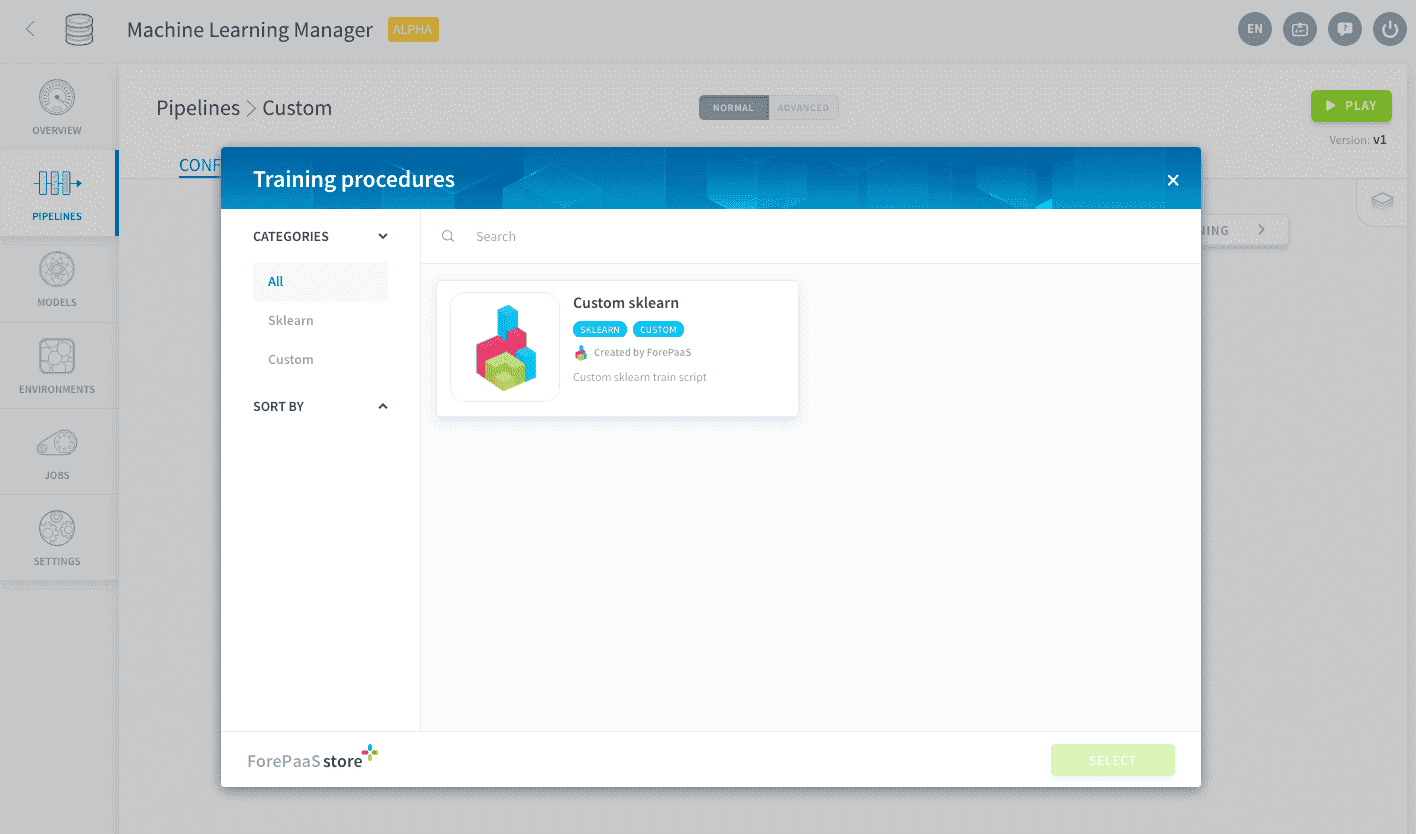 Machine Learning Manager ALPHA
EN
OVERVIEW
PIPELINES
MODELS
ENVIRONMENTS
JOBS
SETTINGS
Pipelines > Custom
NORMAL ADVANCED
PLAY
Version: v1
CONF
NING
Training procedures
CATEGORIES
All
Sklearn
Custom
SORT BY
Search
Custom sklearn
SKLEARN CUSTOM
Created by ForePaaS
Custom sklearn train script
ForePaaS store
SELECT